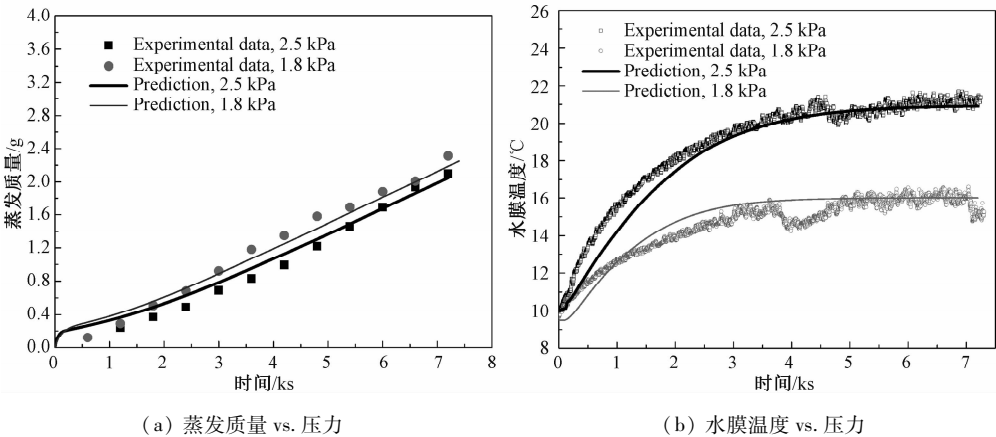 4.0
3.6
3.2
2.8
2.4
2.0
1.6
1.2
0.8
0.4
0.0
蒸发质量/g
Experimental data, 2.5 kPa
Experimental data, 1.8 kPa
Prediction, 2.5 kPa
Prediction, 1.8 kPa
0 1 2 3 4 5 6 7 8
时间/ks
(a) 蒸发质量 vs. 压力
26
24
22
20
18
16
14
12
10
8
水膜温度/℃
Experimental data, 2.5 kPa
Experimental data, 1.8 kPa
Prediction, 2.5 kPa
Prediction, 1.8 kPa
0 1 2 3 4 5 6 7
时间/ks
(b) 水膜温度 vs. 压力